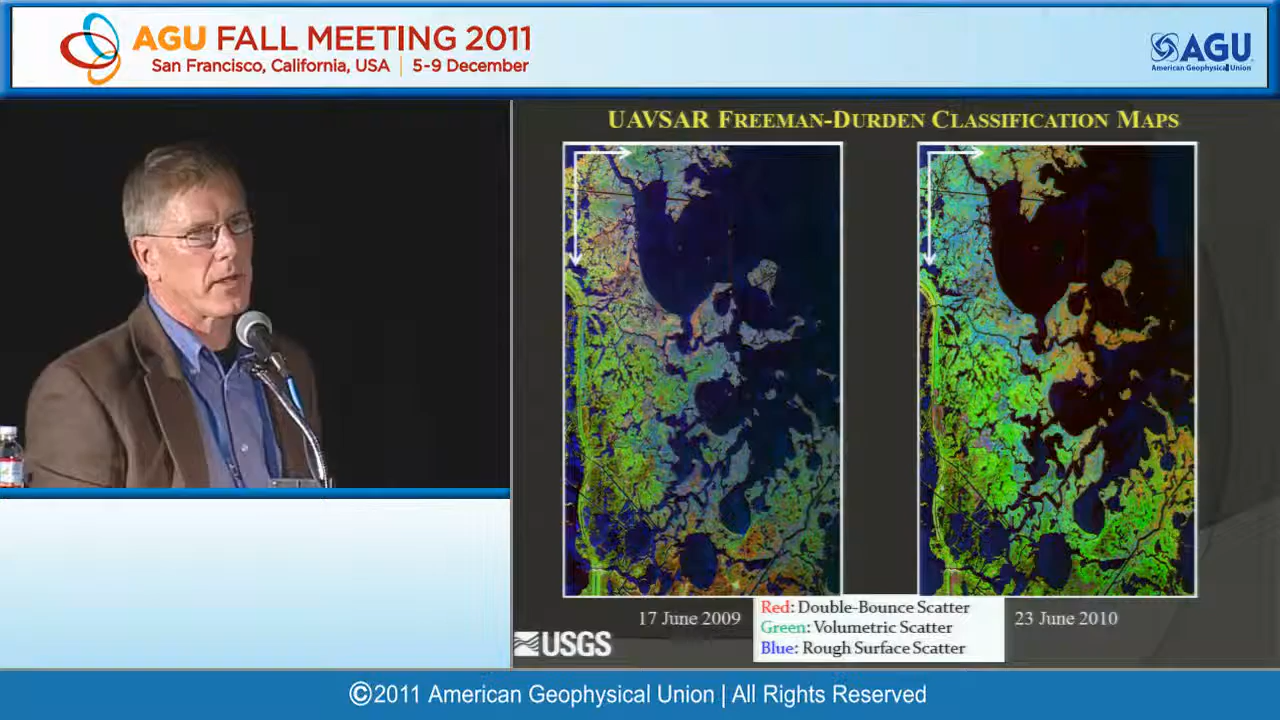 AGU FALL MEETING 2011
San Francisco, California, USA | 5-9 December
AGU
American Geophysical Union
UAVSAR FREEMAN-DURDEN CLASSIFICATION MAPS
17 June 2009
23 June 2010
Red: Double-Bounce Scatter
Green: Volumetric Scatter
Blue: Rough Surface Scatter
USGS
©2011 American Geophysical Union | All Rights Reserved